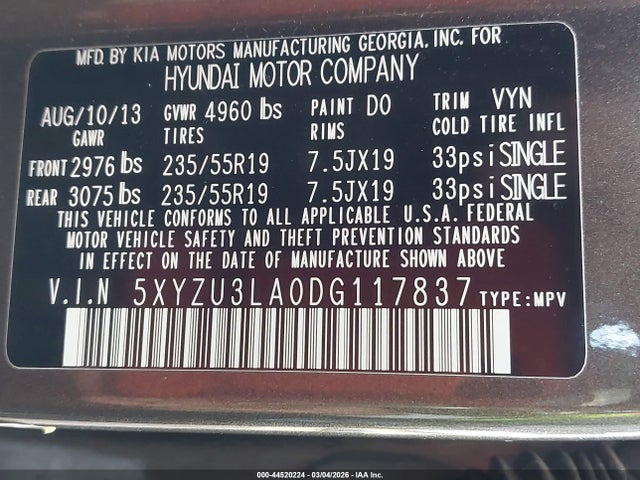 MFD. BY KIA MOTORS MANUFACTURING GEORGIA, INC. FOR
HYUNDAI MOTOR COMPANY
AUG/10/13 GVWR 4960 lbs PAINT DO TRIM VYN
GAWR TIRES RIMS COLD TIRE INFL
FRONT 2976 lbs 235/55R19 7.5JX19 33psi SINGLE
REAR 3075 lbs 235/55R19 7.5JX19 33psi SINGLE
THIS VEHICLE CONFORMS TO ALL APPLICABLE U.S.A. FEDERAL
MOTOR VEHICLE SAFETY AND THEFT PREVENTION STANDARDS
IN EFFECT ON THE DATE OF MANUFACTURE SHOWN ABOVE
V.I.N 5XYZU3LA0DG117837 TYPE:MPV
000-44520224 - 03/04/2026 - IAA Inc.